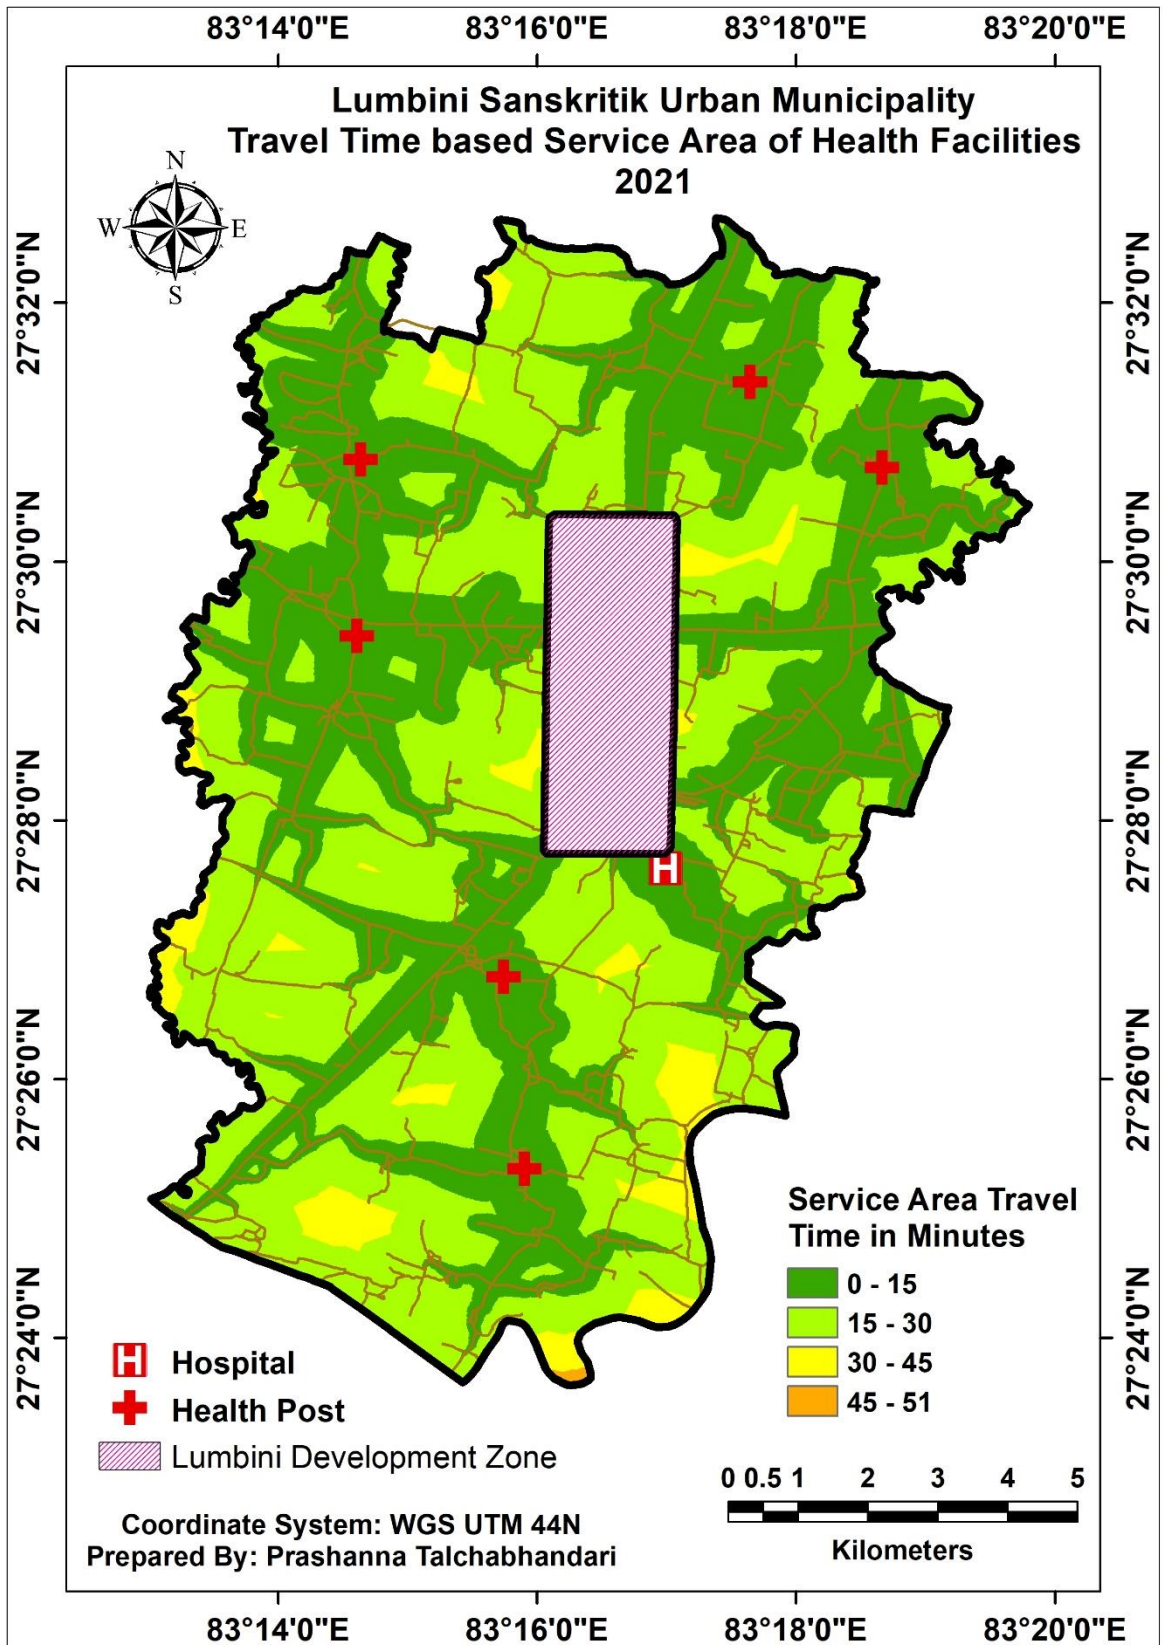 83°14'0"E 83°16'0"E 83°18'0"E 83°20'0"E
Lumbini Sanskritik Urban Municipality
Travel Time based Service Area of Health Facilities
2021
N
W E
S
27°32'0"N 27°32'0"N
27°30'0"N 27°30'0"N
27°28'0"N 27°28'0"N
H
27°26'0"N 27°26'0"N
27°24'0"N 27°24'0"N
Service Area Travel
Time in Minutes
0 - 15
15 - 30
30 - 45
45 - 51
H Hospital
Health Post
Lumbini Development Zone
0 0.5 1 2 3 4 5
Kilometers
Coordinate System: WGS UTM 44N
Prepared By: Prashanna Talchabhandari
83°14'0"E 83°16'0"E 83°18'0"E 83°20'0"E